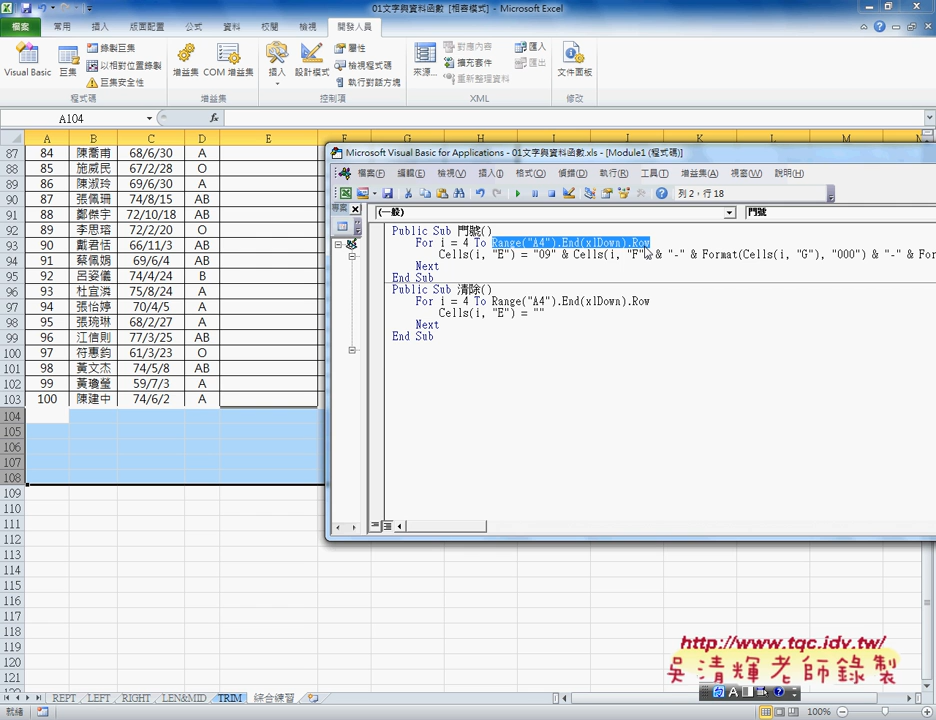 01文字與資料函數 [相容模式] - Microsoft Excel
檔案 常用 插入 版面配置 公式 資料 校閱 檢視 開發人員
Visual Basic 巨集 錄製巨集 以相對位置錄製 巨集安全性 增益集 COM 增益集 插入 設計模式 屬性 檢視程式碼 執行對話方塊 來源... 對應內容 擴充套件 重新整理資料 匯入 匯出 文件面板
程式碼 增益集 控制項 XML 修改
A104 fx
A B C D E F G H I J K L M N
87 84 陳喬甫 68/6/30 A
88 85 施威民 67/2/28 O
89 86 陳淑玲 69/6/30 A
90 87 張佩珊 74/8/15 AB
91 88 鄭傑宇 72/10/18 AB
92 89 李思瑢 72/2/20 O
93 90 戴君恬 66/11/3 AB
94 91 蔡佩娟 69/6/4 AB
95 92 呂姿儀 74/4/24 B
96 93 杜宜潾 75/8/24 A
97 94 張怡婷 70/4/5 A
98 95 張琬琳 68/2/27 A
99 96 江信則 77/3/25 AB
100 97 符惠鈞 61/3/23 O
101 98 黃文杰 74/5/8 AB
102 99 黃瓊瑩 59/7/3 A
103 100 陳建中 74/6/2 A
104
105
106
107
108
109
110
111
112
113
114
115
116
117
118
119
120
121
Microsoft Visual Basic for Applications - 01文字與資料函數.xls - [Module1 (程式碼)]
檔案(F) 編輯(E) 檢視(V) 插入(I) 格式(O) 偵錯(D) 執行(R) 工具(T) 增益集(A) 視窗(W) 說明(H)
列 2，行 18
專案
(一般) 門號
Public Sub 門號()
For i = 4 To Range("A4").End(xlDown).Row
Cells(i, "E") = "09" & Cells(i, "F") & "-" & Format(Cells(i, "G"), "000") & "-" & For
Next
End Sub
Public Sub 清除()
For i = 4 To Range("A4").End(xlDown).Row
Cells(i, "E") = ""
Next
End Sub
http://www.tqc.idv.tw/
吳清輝老師錄製
REPT LEFT RIGHT LEN&MID TRIM 綜合練習
就緒 100%